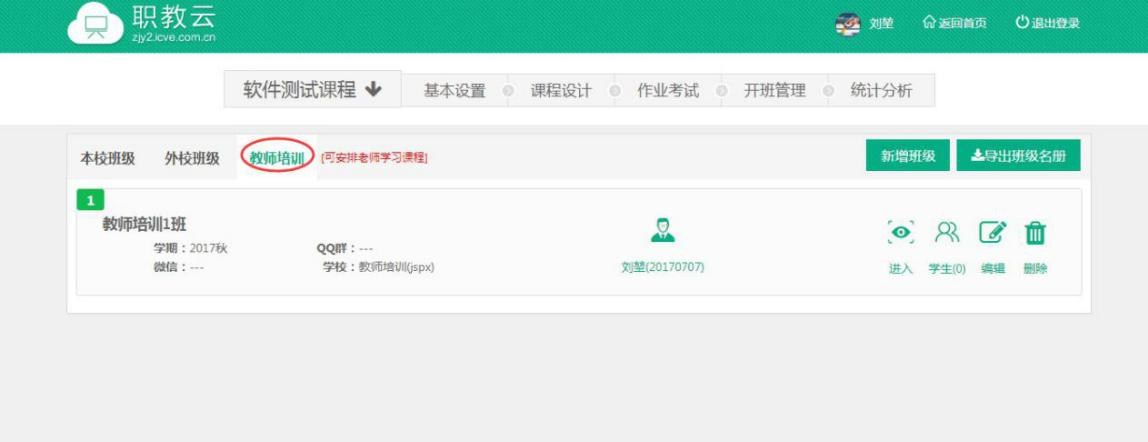 职教云
zjy2.icve.com.cn
刘堃 返回首页 退出登录
软件测试课程 基本设置 课程设计 作业考试 开班管理 统计分析
本校班级 外校班级 教师培训 [可安排老师学习课程] 新增班级 导出班级名册
1
教师培训1班
学期：2017秋 QQ群：---
微信：--- 学校：教师培训(jspx) 刘堃(20170707) 进入 学生(0) 编辑 删除